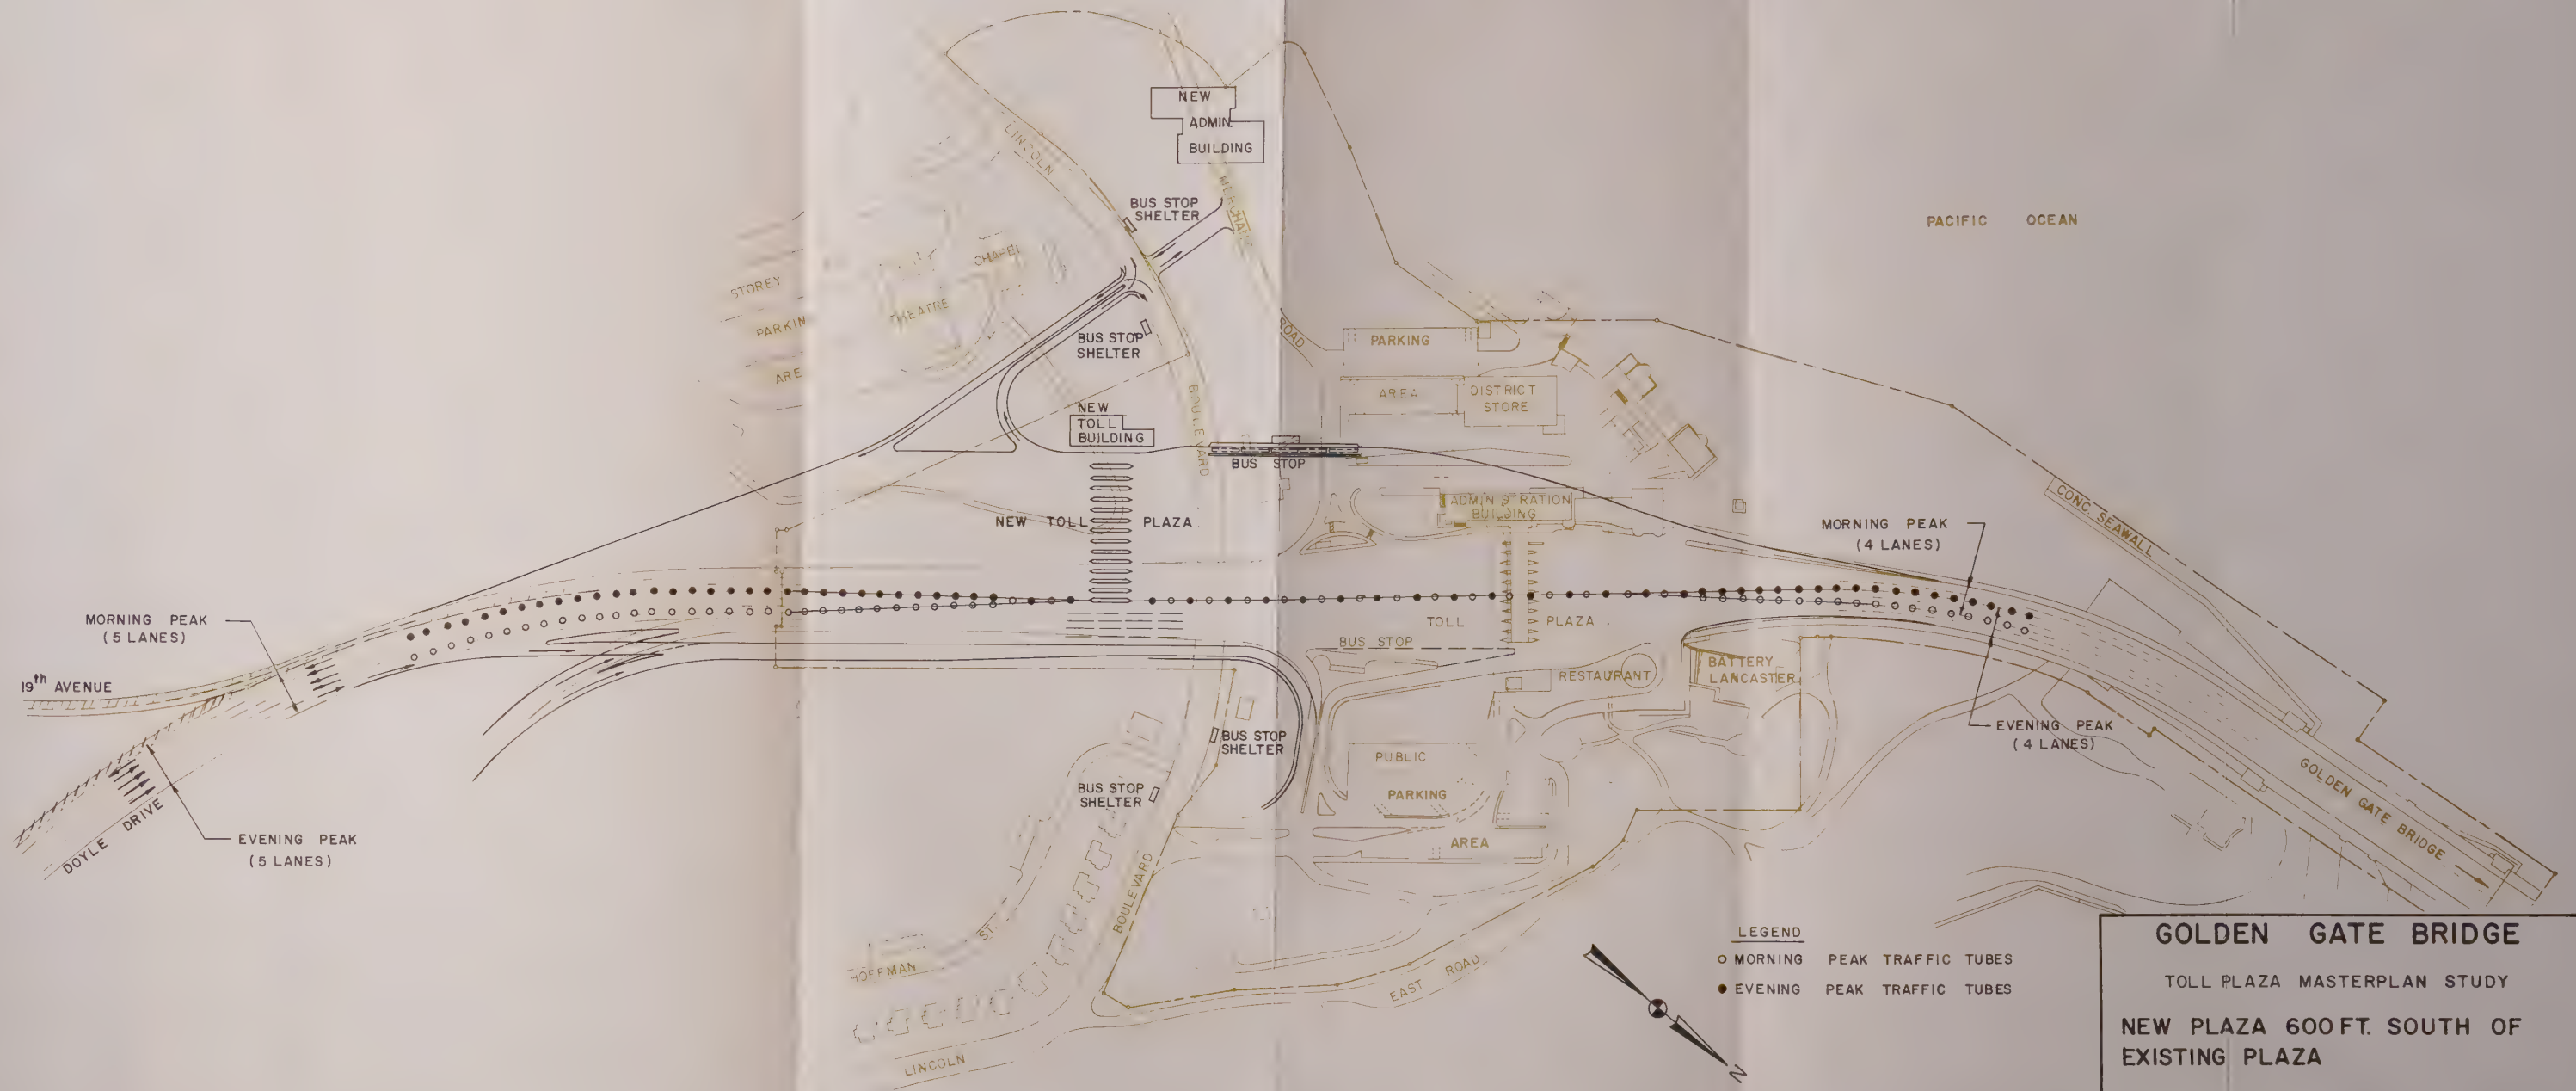 NEW
ADMIN.
BUILDING
LINCOLN
BUS STOP
SHELTER
MERCHANT
PACIFIC OCEAN
STOREY
CHAPEL
THEATRE
PARKIN
ARE
BUS STOP
SHELTER
ROAD
PARKING
AREA
DISTRICT
STORE
BOULEVARD
NEW
TOLL
BUILDING
BUS STOP
NEW TOLL PLAZA.
ADMINISTRATION
BUILDING
CONC. SEAWALL
MORNING PEAK
(4 LANES)
MORNING PEAK
(5 LANES)
19th AVENUE
TOLL PLAZA.
BUS STOP
RESTAURANT
BATTERY
LANCASTER
EVENING PEAK
(4 LANES)
BUS STOP
SHELTER
PUBLIC
PARKING
AREA
BUS STOP
SHELTER
GOLDEN GATE BRIDGE
DOYLE DRIVE
EVENING PEAK
(5 LANES)
BOULEVARD
HOFFMAN ST.
EAST ROAD
LINCOLN
LEGEND
MORNING PEAK TRAFFIC TUBES
EVENING PEAK TRAFFIC TUBES
N
GOLDEN GATE BRIDGE
TOLL PLAZA MASTERPLAN STUDY
NEW PLAZA 600 FT. SOUTH OF
EXISTING PLAZA